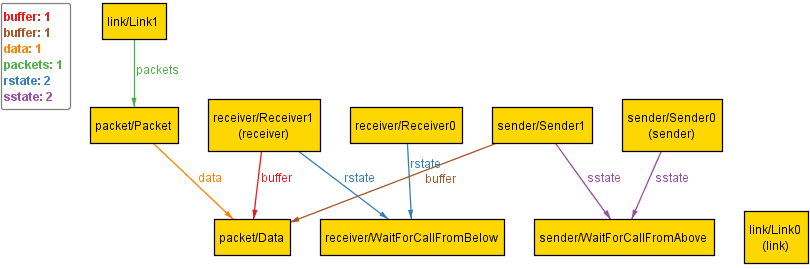 buffer: 1
buffer: 1
data: 1
packets: 1
rstate: 2
sstate: 2
link/Link1
packets
packet/Packet
receiver/Receiver1
(receiver)
receiver/Receiver0
sender/Sender1
sender/Sender0
(sender)
data
buffer
rstate
rstate
buffer
sstate
sstate
packet/Data
receiver/WaitForCallFromBelow
sender/WaitForCallFromAbove
link/Link0
(link)